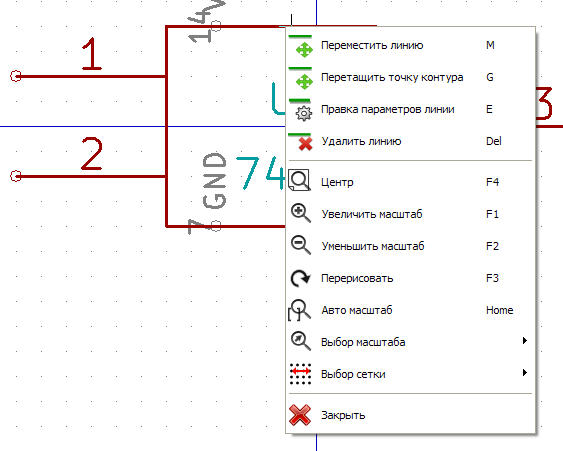 14
1
2
3
7
GND
74
Переместить линию M
Перетащить точку контура G
Правка параметров линии E
Удалить линию Del
Центр F4
Увеличить масштаб F1
Уменьшить масштаб F2
Перерисовать F3
Авто масштаб Home
Выбор масштаба
Выбор сетки
Закрыть